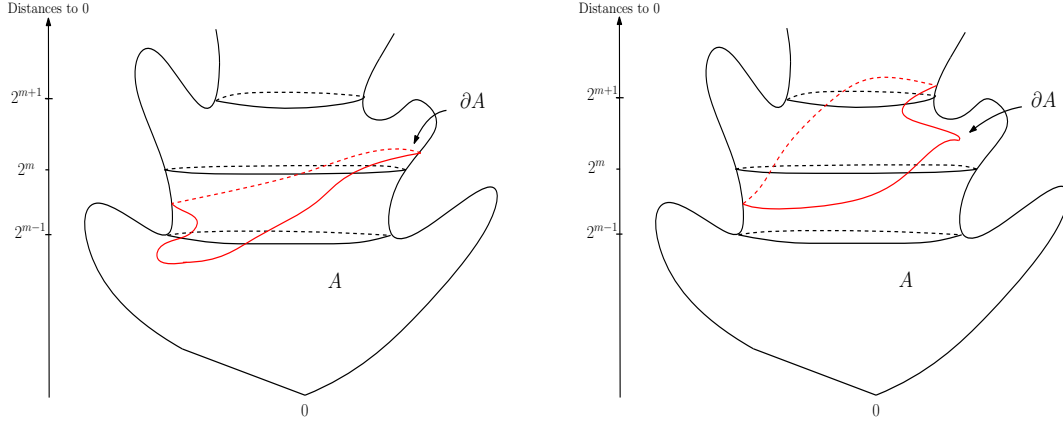 Distances to 0
2^{m+1}
∂A
2^m
2^{m−1}
A
0
Distances to 0
2^{m+1}
∂A
2^m
2^{m−1}
A
0